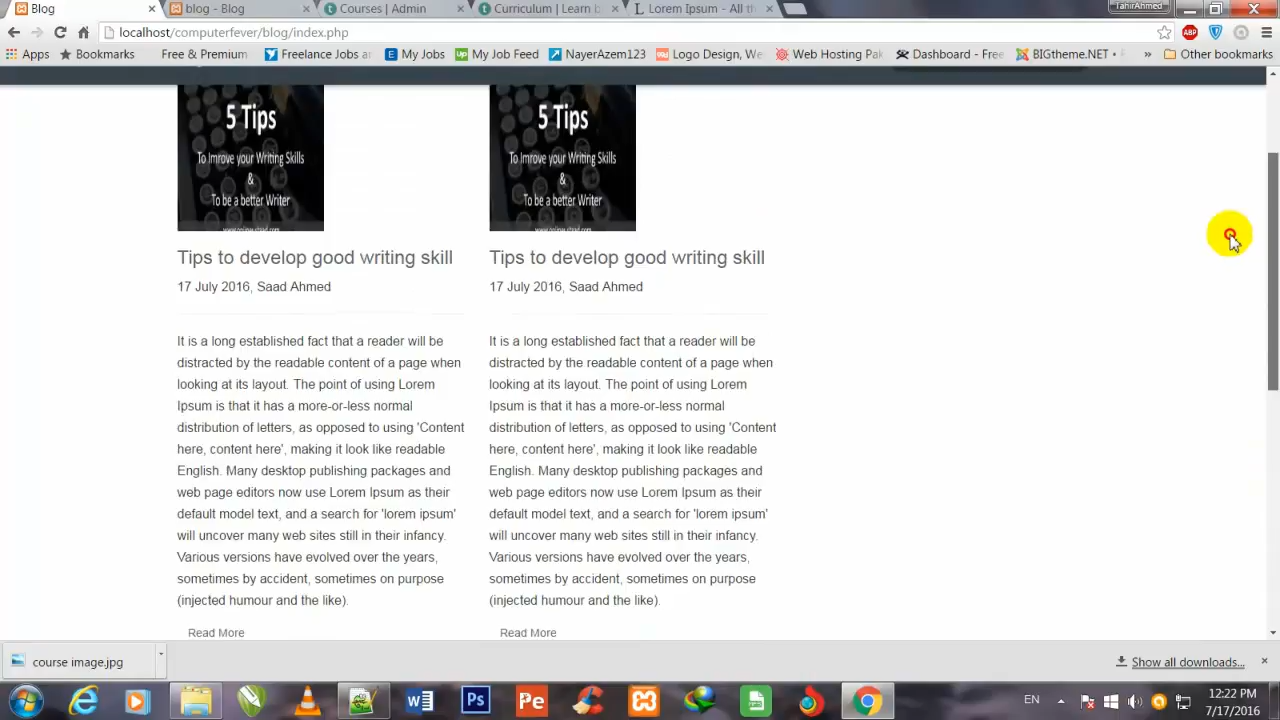 Blog
blog - Blog
Courses | Admin
Curriculum | Learn b
Lorem Ipsum - All th
TahirAhmed
localhost/computerfever/blog/index.php
ABP
Apps
Bookmarks
Free & Premium
Freelance Jobs an
My Jobs
My Job Feed
NayerAzem123
Logo Design, We
Web Hosting Pak
Dashboard - Free
BIGtheme.NET •
»
Other bookmarks
5 Tips
To Imrove your Writing Skills
&
To be a better Writer
5 Tips
To Imrove your Writing Skills
&
To be a better Writer
Tips to develop good writing skill
17 July 2016, Saad Ahmed
It is a long established fact that a reader will be
distracted by the readable content of a page when
looking at its layout. The point of using Lorem
Ipsum is that it has a more-or-less normal
distribution of letters, as opposed to using 'Content
here, content here', making it look like readable
English. Many desktop publishing packages and
web page editors now use Lorem Ipsum as their
default model text, and a search for 'lorem ipsum'
will uncover many web sites still in their infancy.
Various versions have evolved over the years,
sometimes by accident, sometimes on purpose
(injected humour and the like).
Read More
Tips to develop good writing skill
17 July 2016, Saad Ahmed
It is a long established fact that a reader will be
distracted by the readable content of a page when
looking at its layout. The point of using Lorem
Ipsum is that it has a more-or-less normal
distribution of letters, as opposed to using 'Content
here, content here', making it look like readable
English. Many desktop publishing packages and
web page editors now use Lorem Ipsum as their
default model text, and a search for 'lorem ipsum'
will uncover many web sites still in their infancy.
Various versions have evolved over the years,
sometimes by accident, sometimes on purpose
(injected humour and the like).
Read More
course image.jpg
Show all downloads...
Ps
Pe
EN
12:22 PM
7/17/2016